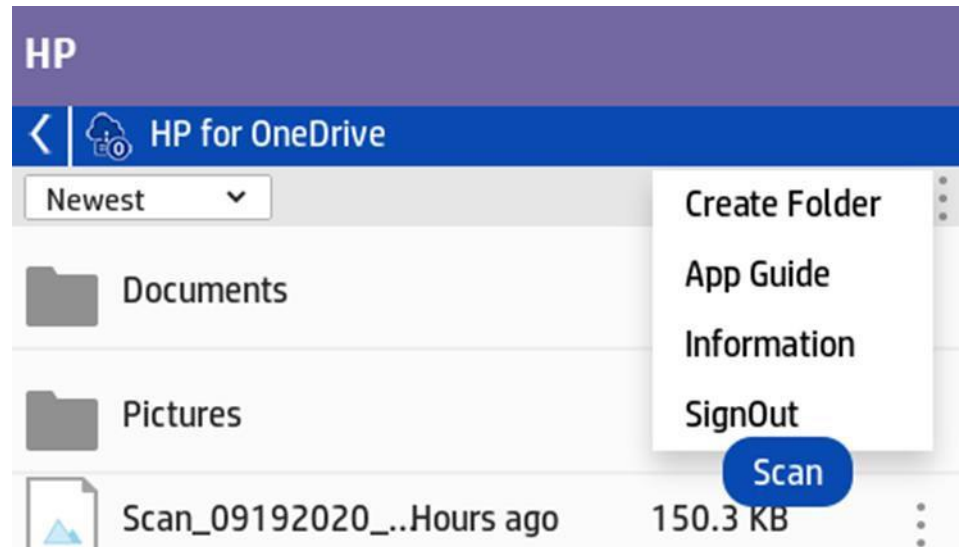 HP
HP for OneDrive
Newest
Create Folder
Documents
App Guide
Information
Pictures
SignOut
Scan
Scan_09192020_...Hours ago 150.3 KB